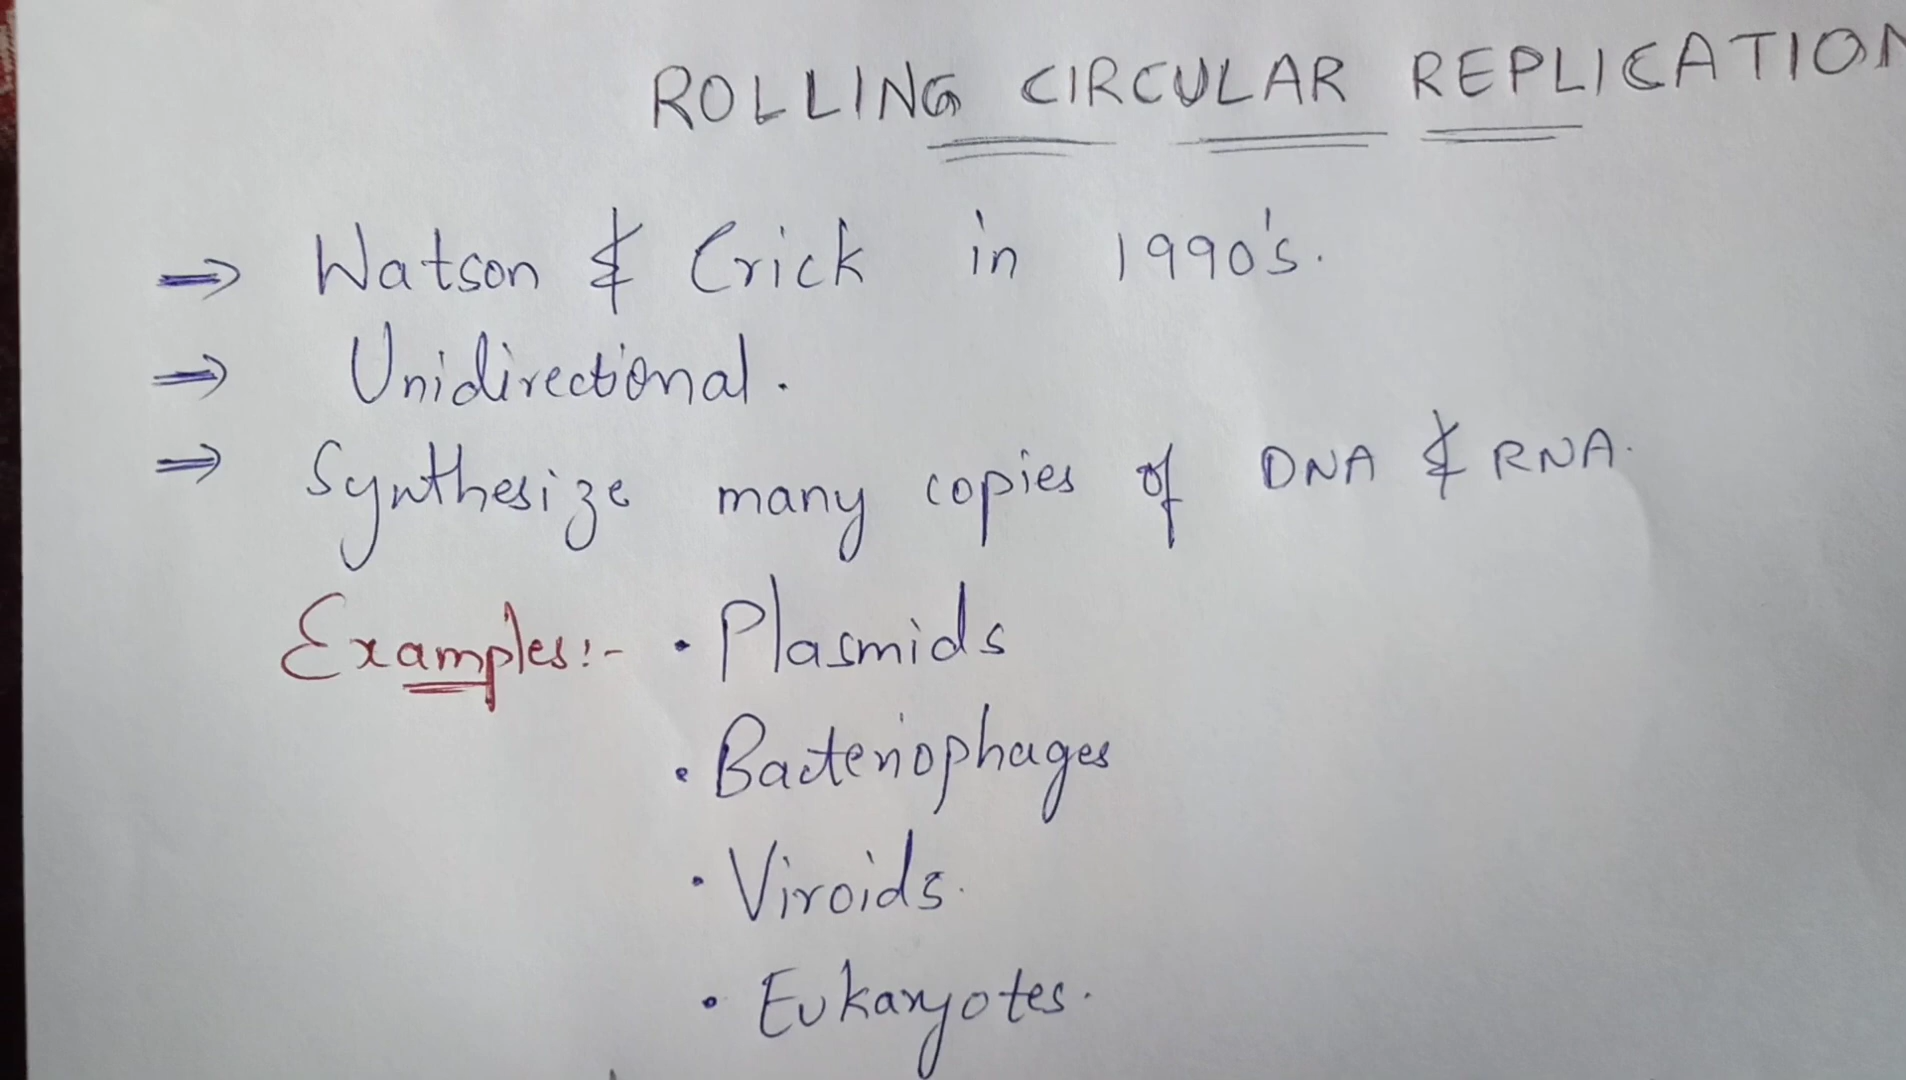 ROLLING CIRCULAR REPLICATION
⇒ Watson & Crick in 1990's.
⇒ Unidirectional.
⇒ Synthesize many copies of DNA & RNA.
Examples:- • Plasmids
• Bacteriophages
• Viroids.
• Eukaryotes.